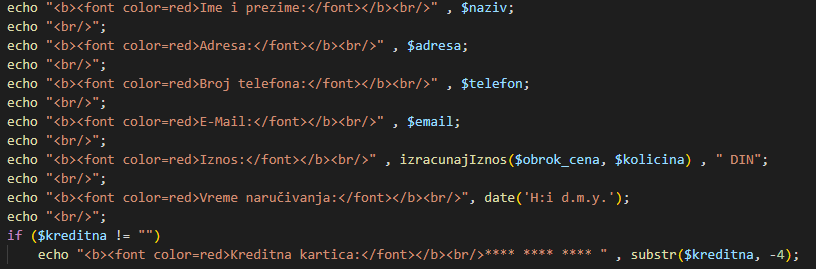 echo "<b><font color=red>Ime i prezime:</font></b><br/>" , $naziv;
echo "<br/>";
echo "<b><font color=red>Adresa:</font></b><br/>" , $adresa;
echo "<br/>";
echo "<b><font color=red>Broj telefona:</font></b><br/>" , $telefon;
echo "<br/>";
echo "<b><font color=red>E-Mail:</font></b><br/>" , $email;
echo "<br/>";
echo "<b><font color=red>Iznos:</font></b><br/>" , izracunajIznos($obrok_cena, $kolicina) , " DIN";
echo "<br/>";
echo "<b><font color=red>Vreme naručivanja:</font></b><br/>", date('H:i d.m.y.');
echo "<br/>";
if ($kreditna != "")
    echo "<b><font color=red>Kreditna kartica:</font></b><br/>**** **** **** " , substr($kreditna, -4);